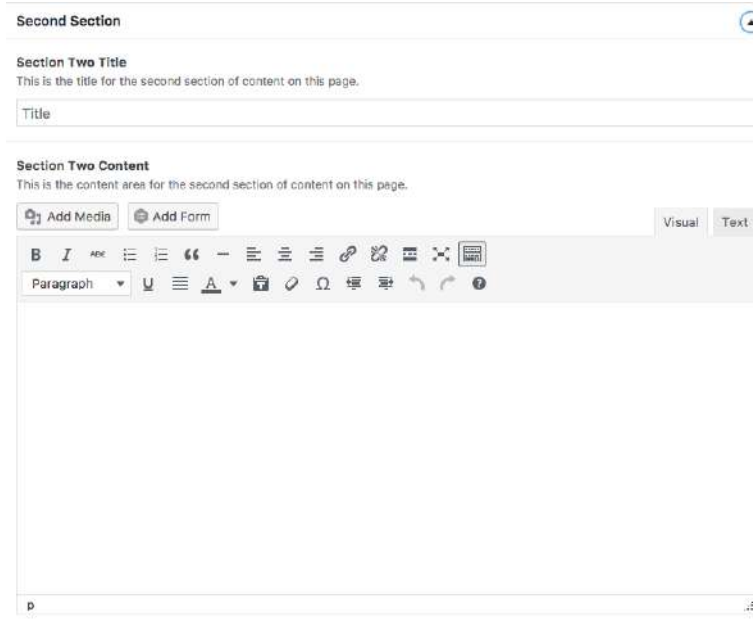 Second Section
Section Two Title
This is the title for the second section of content on this page.
Title
Section Two Content
This is the content area for the second section of content on this page.
Add Media Add Form
Visual Text
B I ABC
Paragraph U A Ω
p